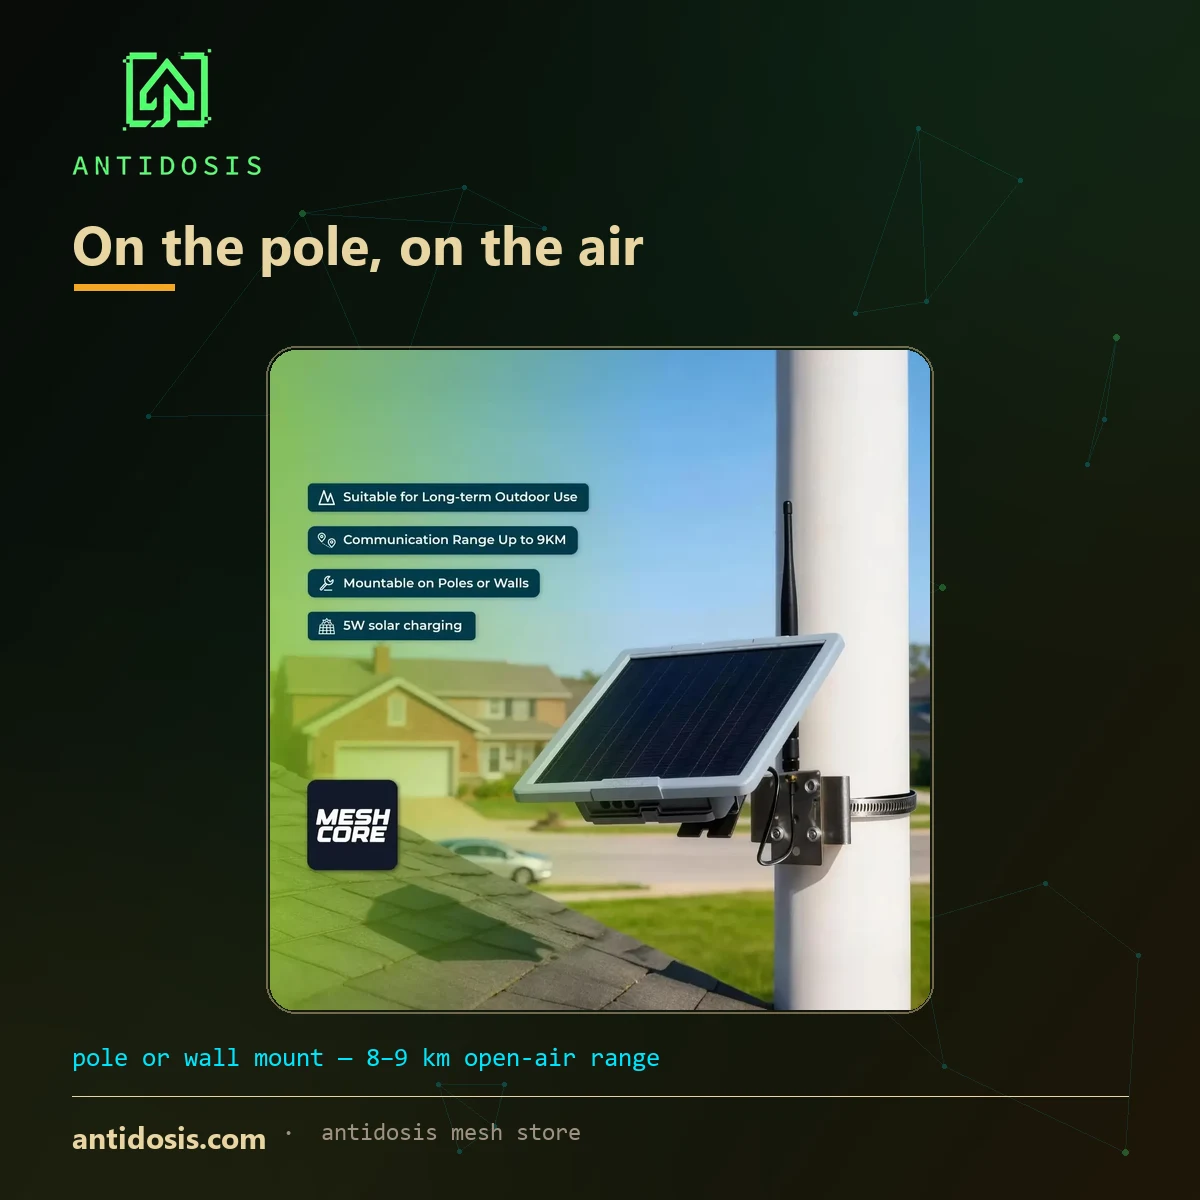 ANTIDOSIS
On the pole, on the air
Suitable for Long-term Outdoor Use
Communication Range Up to 9KM
Mountable on Poles or Walls
5W solar charging
MESH
CORE
pole or wall mount — 8–9 km open-air range
antidosis.com · antidosis mesh store